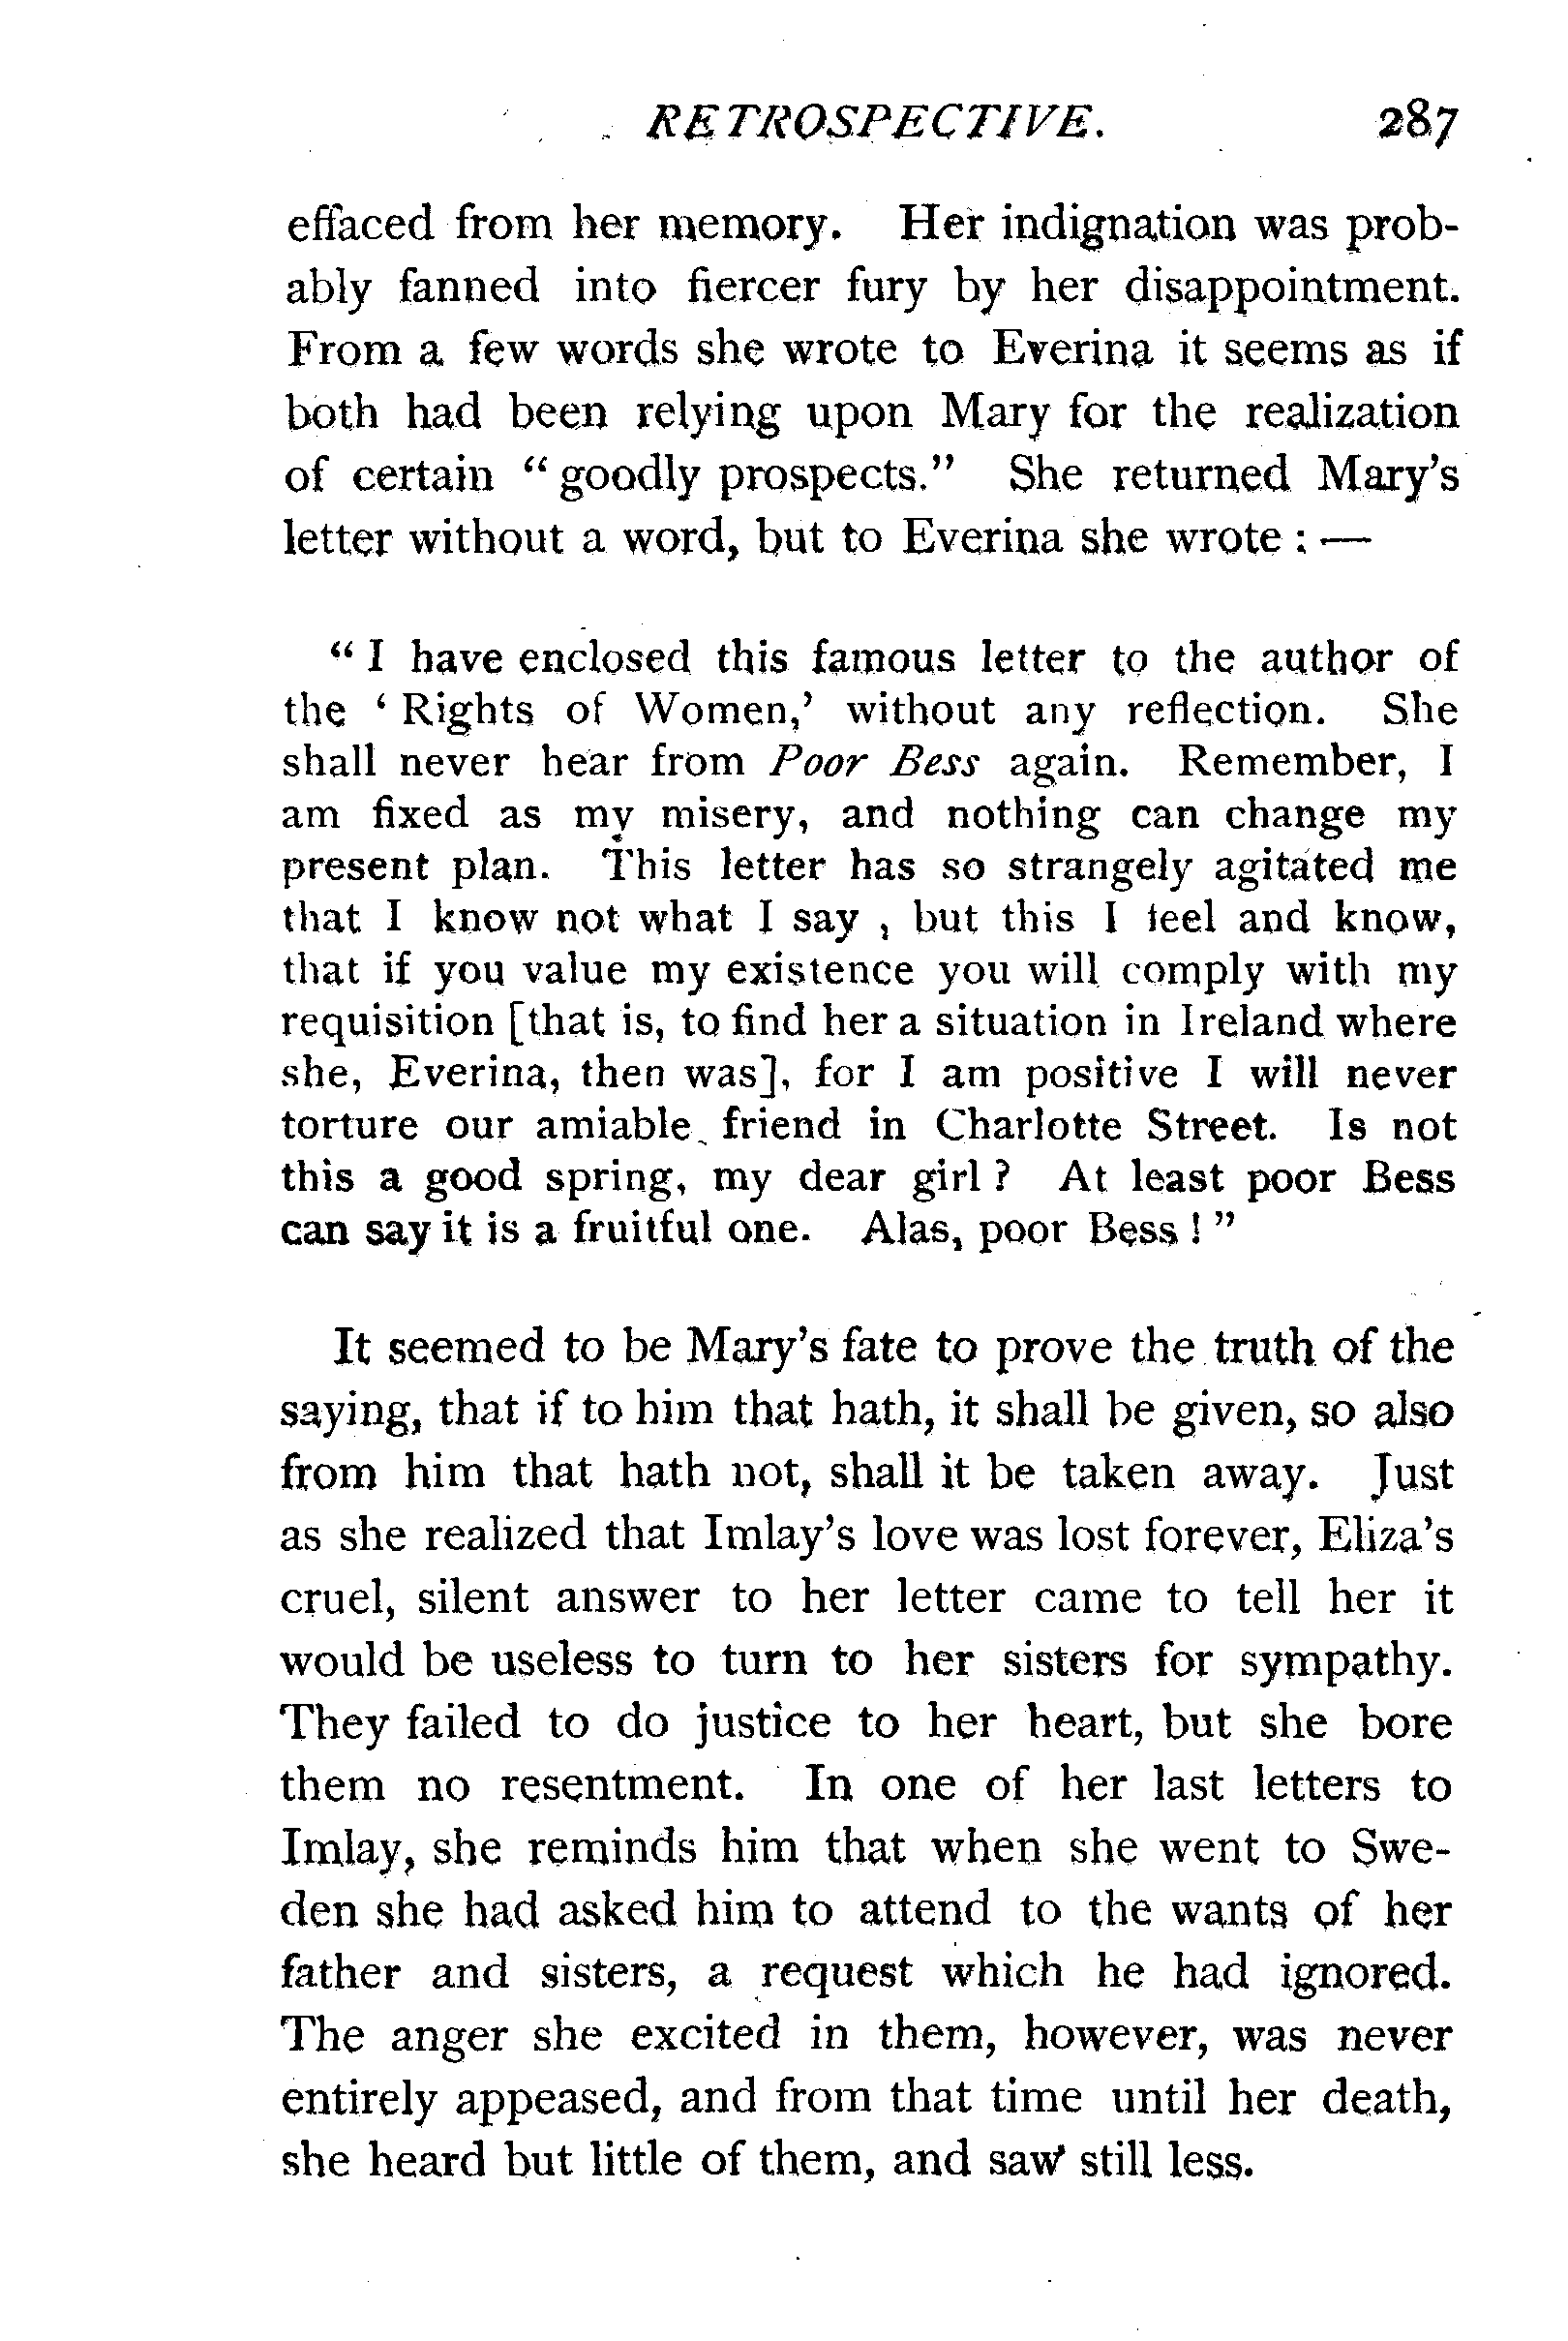 RETROSPECTIVE. 287
effaced from her memory. Her indignation was prob-
ably fanned into fiercer fury by her disappointment.
From a few words she wrote to Everina it seems as if
both had been relying upon Mary for the realization
of certain “ goodly prospects.” She returned Mary’s
letter without a word, but to Everina she wrote : —
“ I have enclosed this famous letter to the author of
the ‘ Rights of Women,’ without any reflection. She
shall never hear from Poor Bess again. Remember, I
am fixed as my misery, and nothing can change my
present plan. This letter has so strangely agitated me
that I know not what I say , but this I feel and know,
that if you value my existence you will comply with my
requisition [that is, to find her a situation in Ireland where
she, Everina, then was], for I am positive I will never
torture our amiable friend in Charlotte Street. Is not
this a good spring, my dear girl ? At least poor Bess
can say it is a fruitful one. Alas, poor Bess ! ”
It seemed to be Mary’s fate to prove the truth of the
saying, that if to him that hath, it shall be given, so also
from him that hath not, shall it be taken away. Just
as she realized that Imlay’s love was lost forever, Eliza’s
cruel, silent answer to her letter came to tell her it
would be useless to turn to her sisters for sympathy.
They failed to do justice to her heart, but she bore
them no resentment. In one of her last letters to
Imlay, she reminds him that when she went to Swe-
den she had asked him to attend to the wants of her
father and sisters, a request which he had ignored.
The anger she excited in them, however, was never
entirely appeased, and from that time until her death,
she heard but little of them, and saw still less.